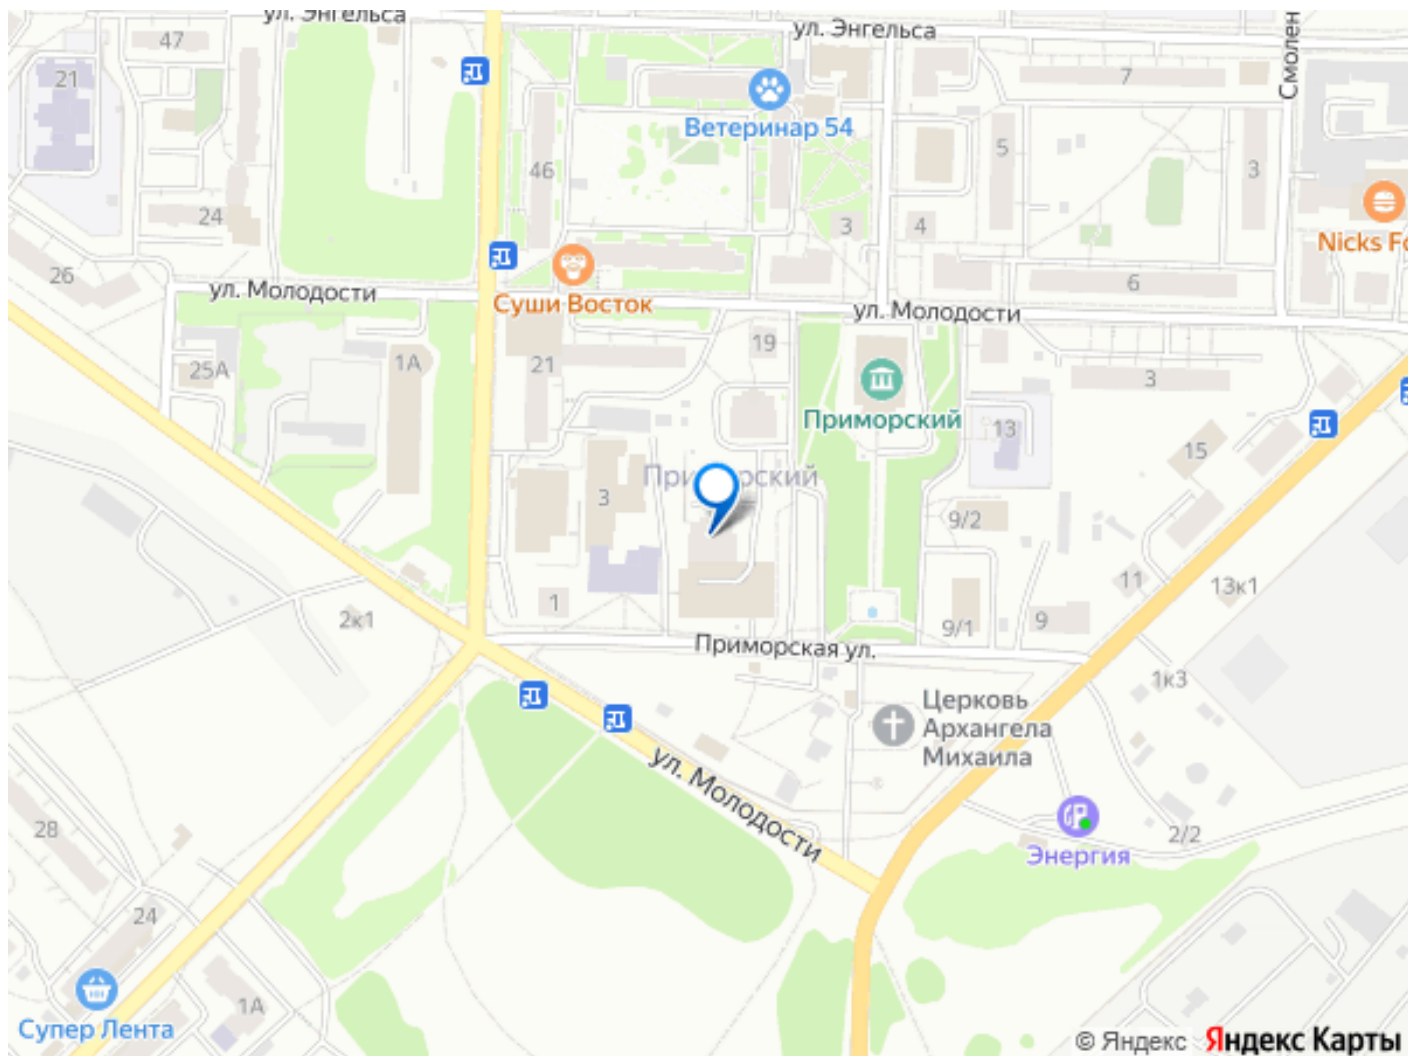 ул. Энгельса
ул. Энгельса
47
21
7
Смолен
Ветеринар 54
5
46
3
24
3
4
Nicks Fo
26
6
ул. Молодости
Суши Восток
ул. Молодости
19
1А
21
25А
3
Приморский
13
15
Приморский
3
9/2
11
13к1
1
2к1
9/1
9
Приморская ул.
1к3
Церковь
Архангела
Михаила
ул. Молодости
28
2/2
Энергия
24
1А
Супер Лента
© Яндекс Яндекс Карты